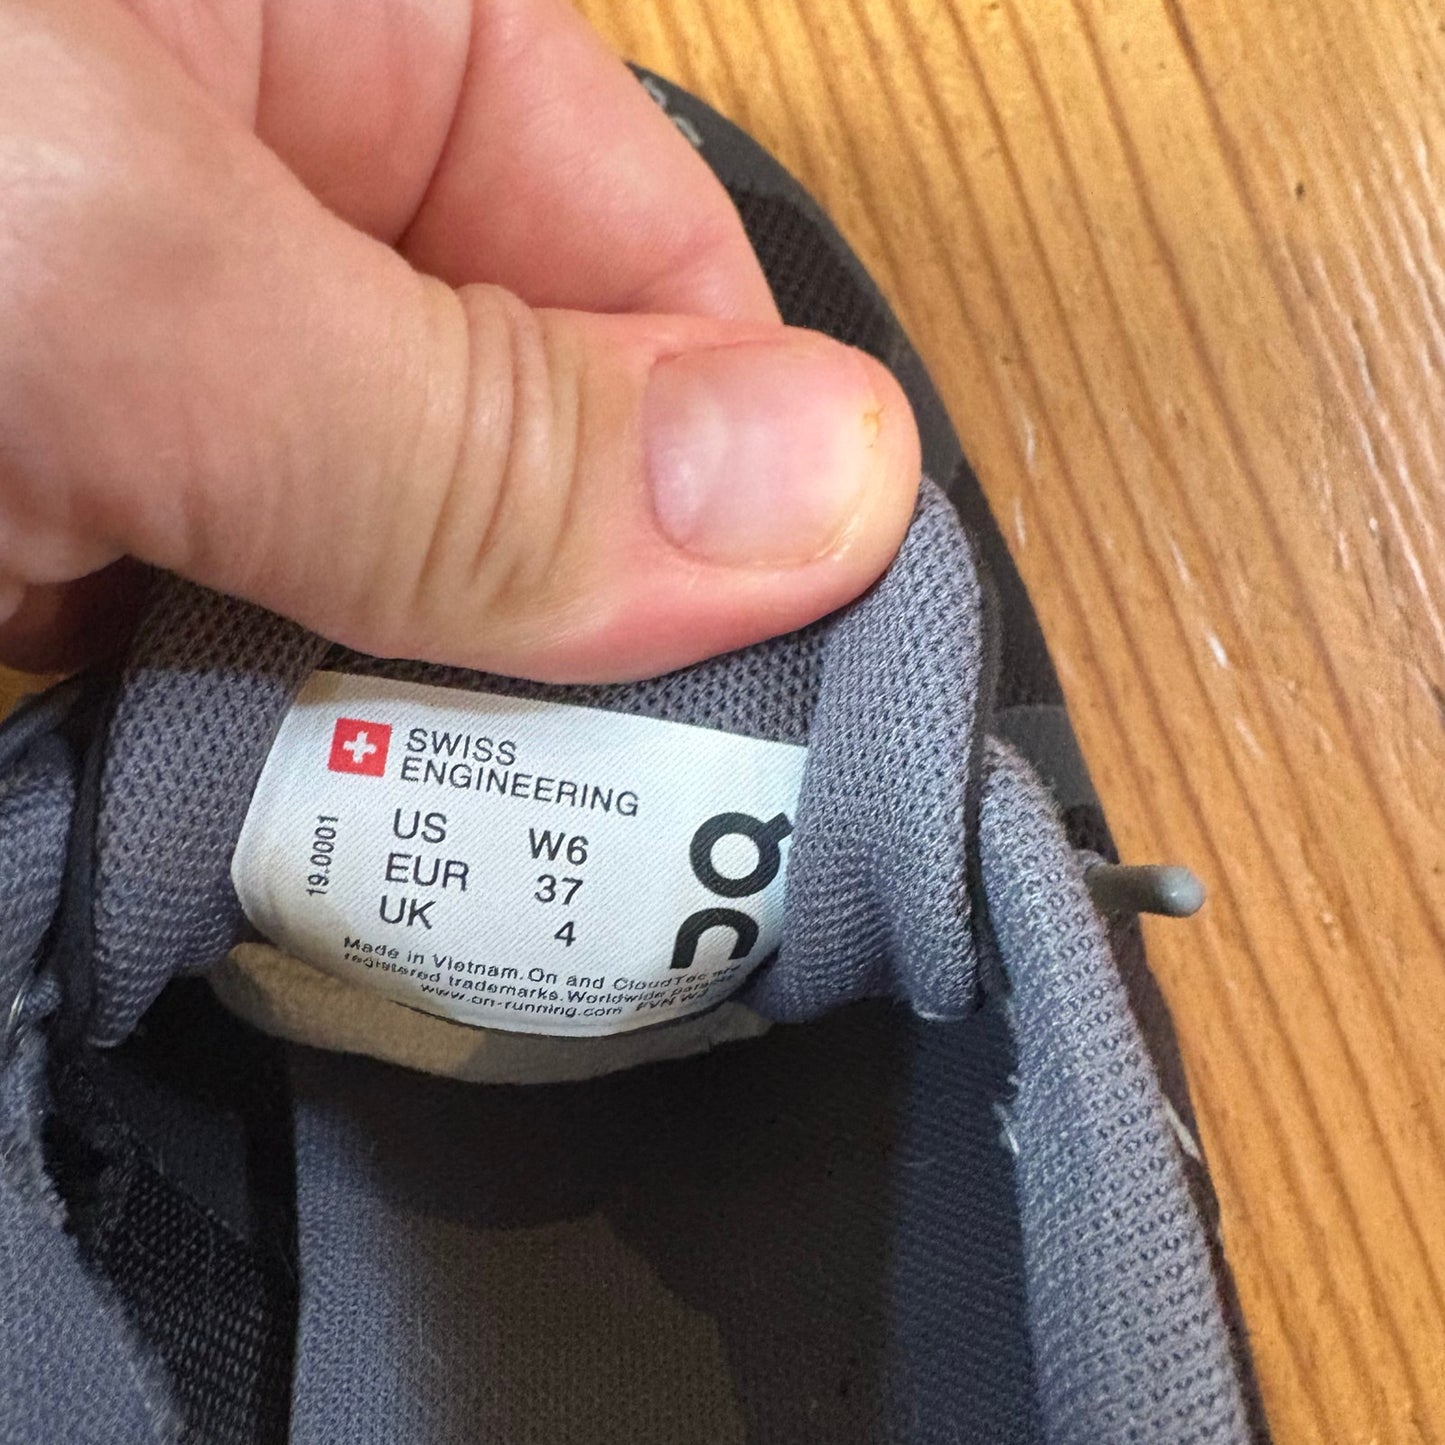 SWISS
ENGINEERING
US W6
EUR 37
UK 4
19.0001
On
Made in Vietnam. On and CloudTec are
registered trademarks. Worldwide
www.on-running.com